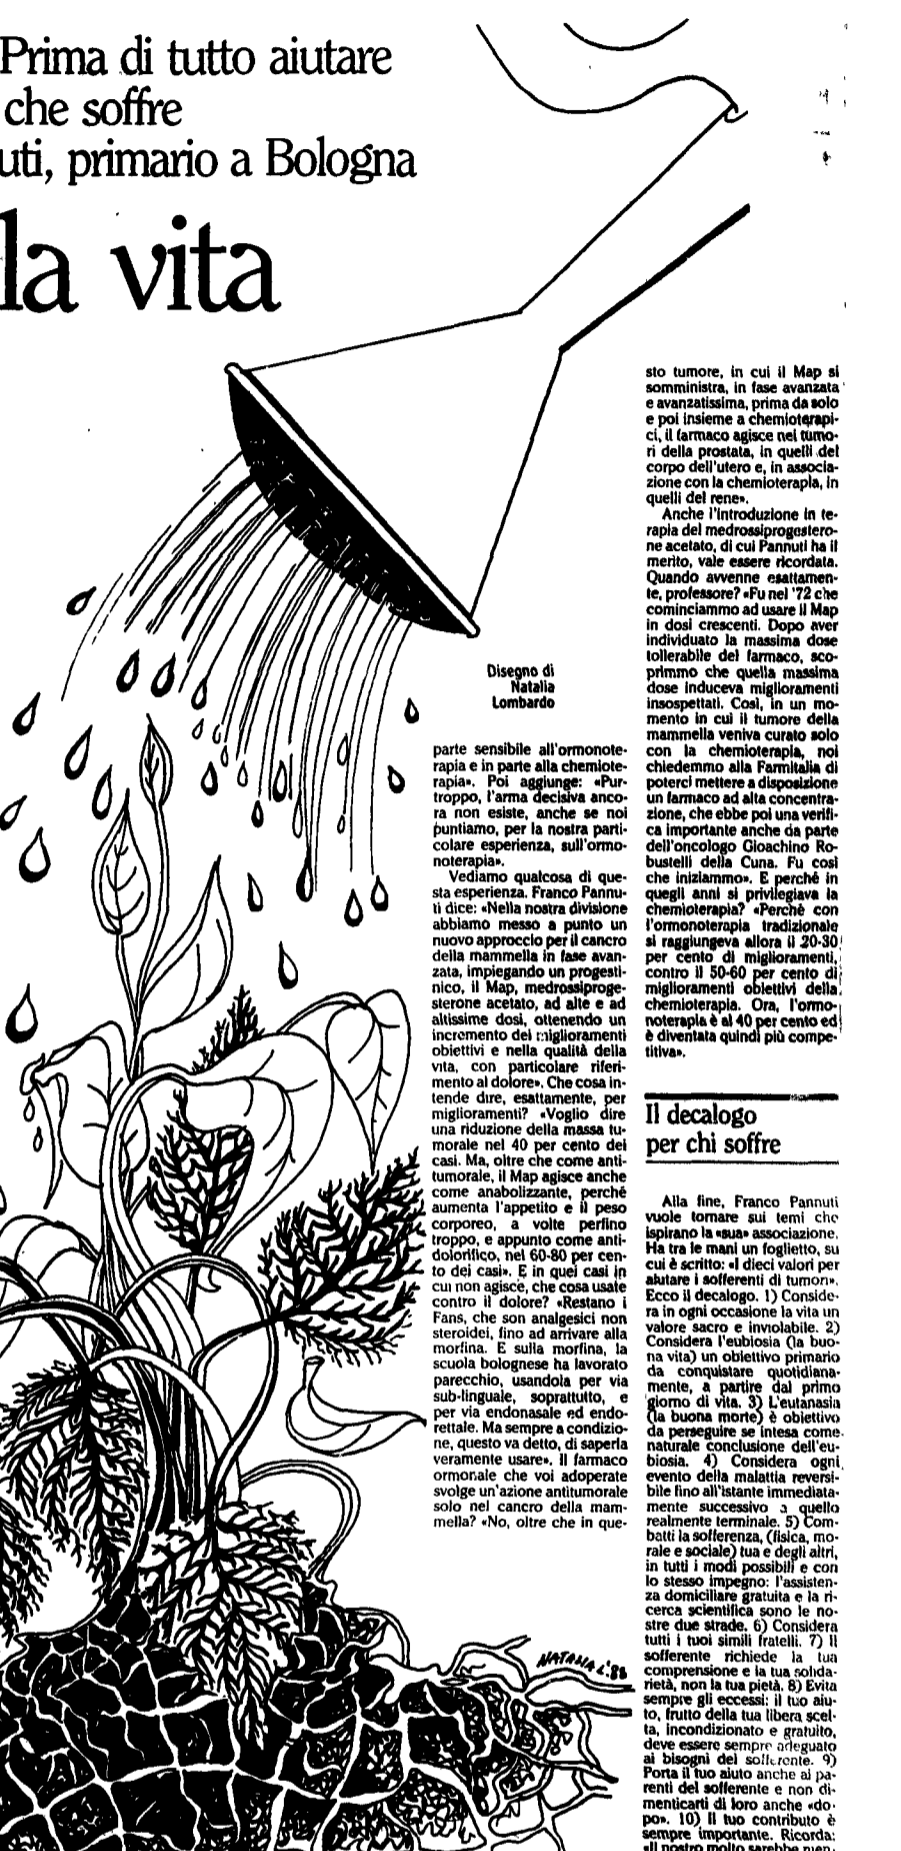 Prima di tutto aiutare
che soffre
uti, primario a Bologna
la vita
Disegno di
Natalia
Lombardo
parte sensibile all'ormonote-
rapia e in parte alla chemiote-
rapia». Poi aggiunge: «Pur-
troppo, l'arma decisiva anco-
ra non esiste, anche se noi
puntiamo, per la nostra parti-
colare esperienza, sull'ormo-
noterapia».
Vediamo qualcosa di que-
sta esperienza. Franco Pannu-
ti dice: «Nella nostra divisione
abbiamo messo a punto un
nuovo approccio per il cancro
della mammella in fase avan-
zata, impiegando un progesti-
nico, il Map, medrossiproge-
sterone acetato, ad alte e ad
altissime dosi, ottenendo un
incremento dei miglioramenti
obiettivi e nella qualità della
vita, con particolare riferi-
mento al dolore». Che cosa in-
tende dire, esattamente, per
miglioramenti? «Voglio dire
una riduzione della massa tu-
morale nel 40 per cento dei
casi. Ma, oltre che come anti-
tumorale, il Map agisce anche
come anabolizzante, perché
aumenta l'appetito e il peso
corporeo, a volte perfino
troppo, e appunto come anti-
dolorifico, nel 60-80 per cen-
to dei casi». E in quei casi in
cui non agisce, che cosa usate
contro il dolore? «Restano i
Fans, che son analgesici non
steroidei, fino ad arrivare alla
morfina. E sulla morfina, la
scuola bolognese ha lavorato
parecchio, usandola per via
sub-linguale, soprattutto, e
per via endonasale ed endo-
rettale. Ma sempre a condizio-
ne, questo va detto, di saperla
veramente usare». Il farmaco
ormonale che voi adoperate
svolge un'azione antitumorale
solo nel cancro della mam-
mella? «No, oltre che in que-
sto tumore, in cui il Map si
somministra, in fase avanzata
e avanzatissima, prima da solo
e poi insieme a chemioterapi-
ci, il farmaco agisce nei tumo-
ri della prostata, in quelli del
corpo dell'utero e, in associa-
zione con la chemioterapia, in
quelli del rene».
Anche l'introduzione in te-
rapia del medrossiprogestero-
ne acetato, di cui Pannuti ha il
merito, vale essere ricordata.
Quando avvenne esattamen-
te, professore? «Fu nel '72 che
cominciammo ad usare il Map
in dosi crescenti. Dopo aver
individuato la massima dose
tollerabile del farmaco, sco-
primmo che quella massima
dose induceva miglioramenti
insospettati. Così, in un mo-
mento in cui il tumore della
mammella veniva curato solo
con la chemioterapia, noi
chiedemmo alla Farmitalia di
poterci mettere a disposizione
un farmaco ad alta concentra-
zione, che ebbe poi una verifi-
ca importante anche da parte
dell'oncologo Gioachino Ro-
bustelli della Cuna. Fu così
che iniziammo». E perché in
quegli anni si privilegiava la
chemioterapia? «Perché con
l'ormonoterapia tradizionale
si raggiungeva allora il 20-30
per cento di miglioramenti,
contro il 50-60 per cento di
miglioramenti obiettivi della
chemioterapia. Ora, l'ormo-
noterapia è al 40 per cento ed
è diventata quindi più compe-
titiva».
Il decalogo
per chi soffre
Alla fine, Franco Pannuti
vuole tornare sui temi che
ispirano la «sua» associazione.
Ha tra le mani un foglietto, su
cui è scritto: «I dieci valori per
aiutare i sofferenti di tumori».
Ecco il decalogo. 1) Conside-
ra in ogni occasione la vita un
valore sacro e inviolabile. 2)
Considera l'eubiosia (la buo-
na vita) un obiettivo primario
da conquistare quotidiana-
mente, a partire dal primo
giorno di vita. 3) L'eutanasia
(la buona morte) è obiettivo
da perseguire se intesa come
naturale conclusione dell'eu-
biosia. 4) Considera ogni
evento della malattia reversi-
bile fino all'istante immediata-
mente successivo a quello
realmente terminale. 5) Com-
batti la sofferenza, (fisica, mo-
rale e sociale) tua e degli altri,
in tutti i modi possibili e con
lo stesso impegno: l'assisten-
za domiciliare gratuita e la ri-
cerca scientifica sono le no-
stre due strade. 6) Considera
tutti i tuoi simili fratelli. 7) Il
sofferente richiede la tua
comprensione e la tua solida-
rietà, non la tua pietà. 8) Evita
sempre gli eccessi: il tuo aiu-
to, frutto della tua libera scel-
ta, incondizionato e gratuito,
deve essere sempre adeguato
ai bisogni del sofferente. 9)
Porta il tuo aiuto anche ai pa-
renti del sofferente e non di-
menticarti di loro anche «do-
po». 10) Il tuo contributo è
sempre importante. Ricorda:
«Il nostro molto sarebbe nien-
NATALIA L. '88